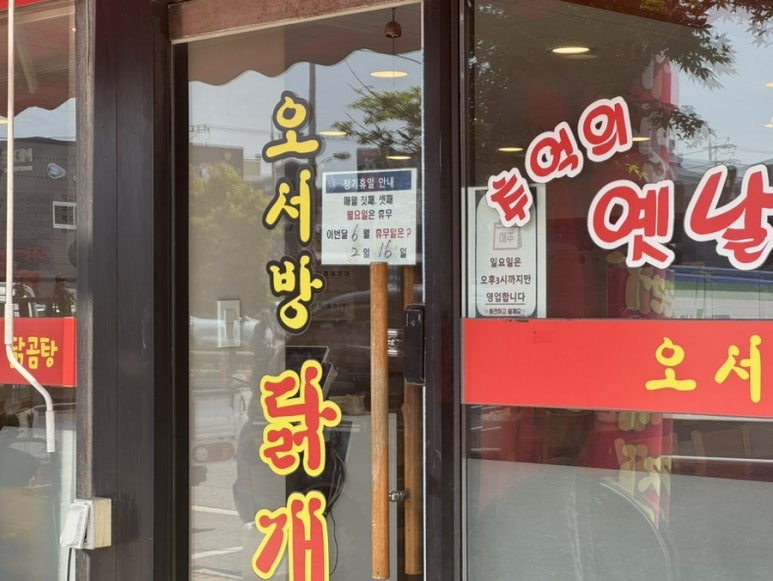 닭곰탕
오서방 닭개
정기휴일 안내
매월 첫째, 셋째
월요일은 휴무
이번달 6월 휴무일은?
2일 16일
추억의
옛날
매주
일요일은
오후3시까지만
영업합니다
오서